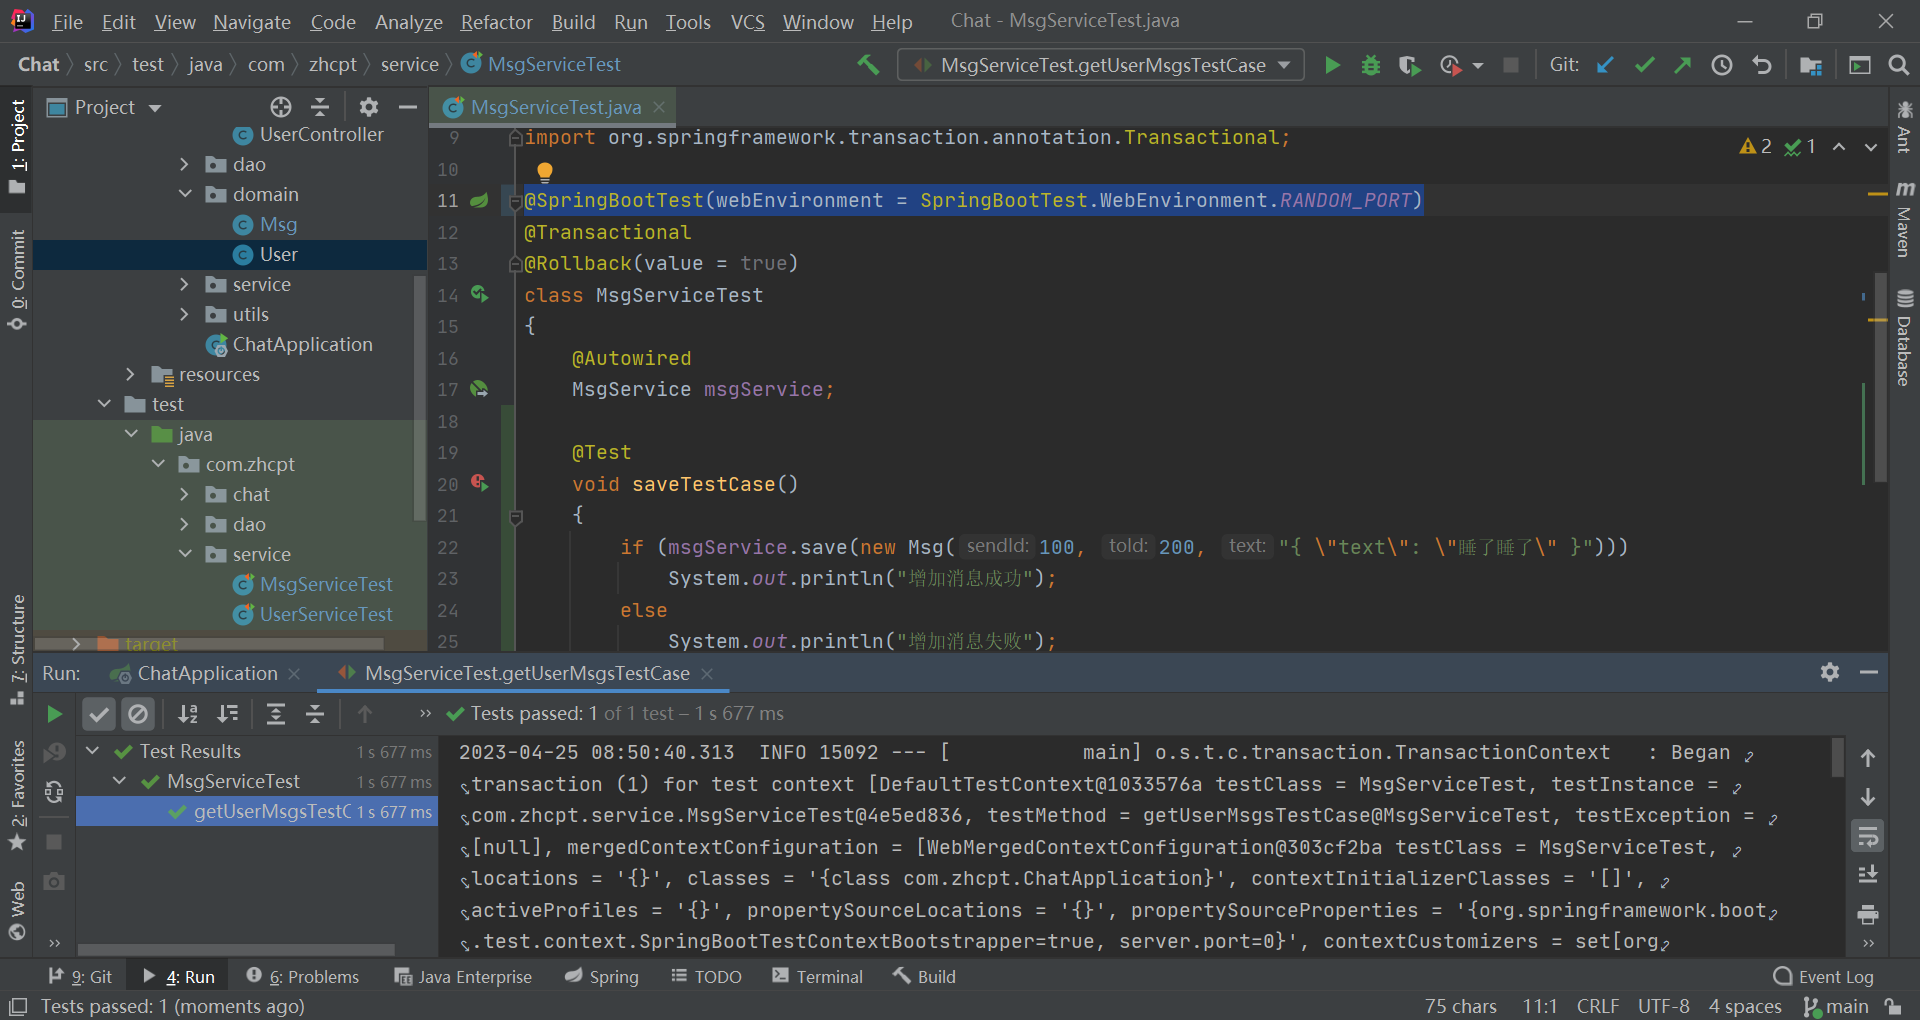 File Edit View Navigate Code Analyze Refactor Build Run Tools VCS Window Help Chat - MsgServiceTest.java
Chat src test java com zhcpt service MsgServiceTest
MsgServiceTest.getUserMsgsTestCase
Git:
1: Project
0: Commit
7: Structure
2: Favorites
Web
Project
UserController
dao
domain
Msg
User
service
utils
ChatApplication
resources
test
java
com.zhcpt
chat
dao
service
MsgServiceTest
UserServiceTest
target
MsgServiceTest.java
2 1
9 import org.springframework.transaction.annotation.Transactional;
10
11 @SpringBootTest(webEnvironment = SpringBootTest.WebEnvironment.RANDOM_PORT)
12 @Transactional
13 @Rollback(value = true)
14 class MsgServiceTest
15 {
16 @Autowired
17 MsgService msgService;
18
19 @Test
20 void saveTestCase()
21 {
22 if (msgService.save(new Msg( sendId: 100, toId: 200, text: "{ \"text\": \"睡了睡了\" }")))
23 System.out.println("增加消息成功");
24 else
25 System.out.println("增加消息失败");
Ant
Maven
Database
Run: ChatApplication MsgServiceTest.getUserMsgsTestCase
Tests passed: 1 of 1 test – 1 s 677 ms
Test Results 1 s 677 ms
MsgServiceTest 1 s 677 ms
getUserMsgsTestC 1 s 677 ms
2023-04-25 08:50:40.313 INFO 15092 --- [ main] o.s.t.c.transaction.TransactionContext : Began
transaction (1) for test context [DefaultTestContext@1033576a testClass = MsgServiceTest, testInstance =
com.zhcpt.service.MsgServiceTest@4e5ed836, testMethod = getUserMsgsTestCase@MsgServiceTest, testException =
[null], mergedContextConfiguration = [WebMergedContextConfiguration@303cf2ba testClass = MsgServiceTest,
locations = '{}', classes = '{class com.zhcpt.ChatApplication}', contextInitializerClasses = '[]',
activeProfiles = '{}', propertySourceLocations = '{}', propertySourceProperties = '{org.springframework.boot
.test.context.SpringBootTestContextBootstrapper=true, server.port=0}', contextCustomizers = set[org.
9: Git 4: Run 6: Problems Java Enterprise Spring TODO Terminal Build Event Log
Tests passed: 1 (moments ago) 75 chars 11:1 CRLF UTF-8 4 spaces main